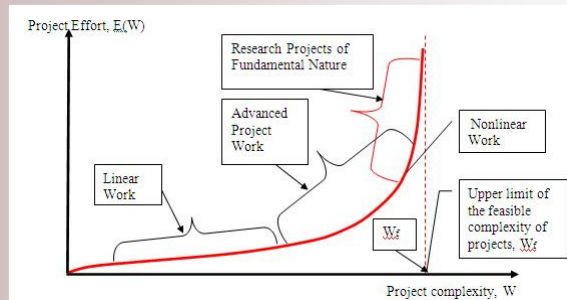 Project Effort, E(W)
Research Projects of
Fundamental Nature
Advanced
Project
Work
Nonlinear
Work
Linear
Work
Upper limit of
the feasible
complexity of
projects, Wf
Wf
Project complexity, W